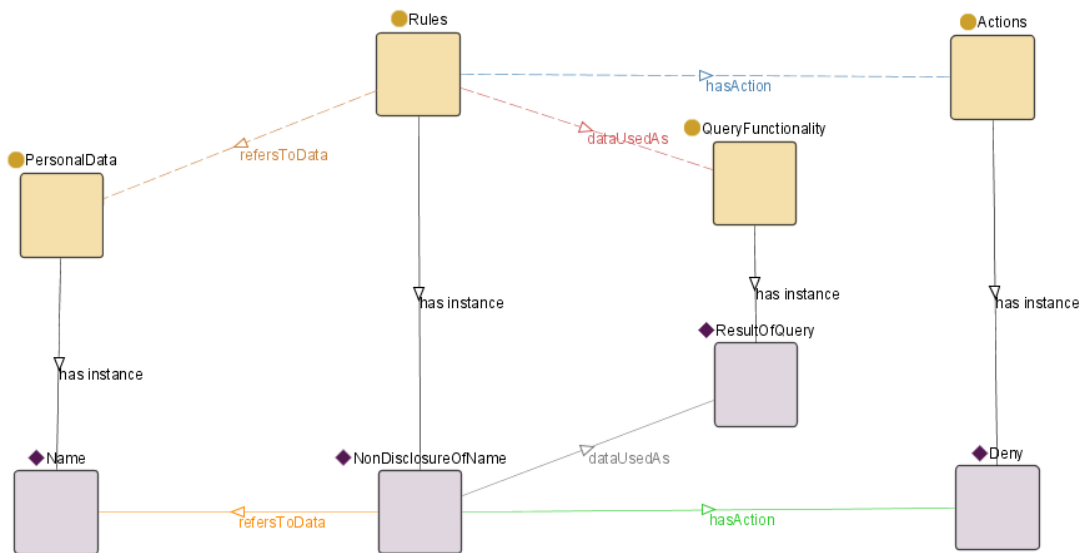 Rules
Actions
hasAction
QueryFunctionality
dataUsedAs
refersToData
PersonalData
has instance
has instance
has instance
ResultOfQuery
has instance
Name
NonDisclosureOfName
dataUsedAs
Deny
refersToData
hasAction